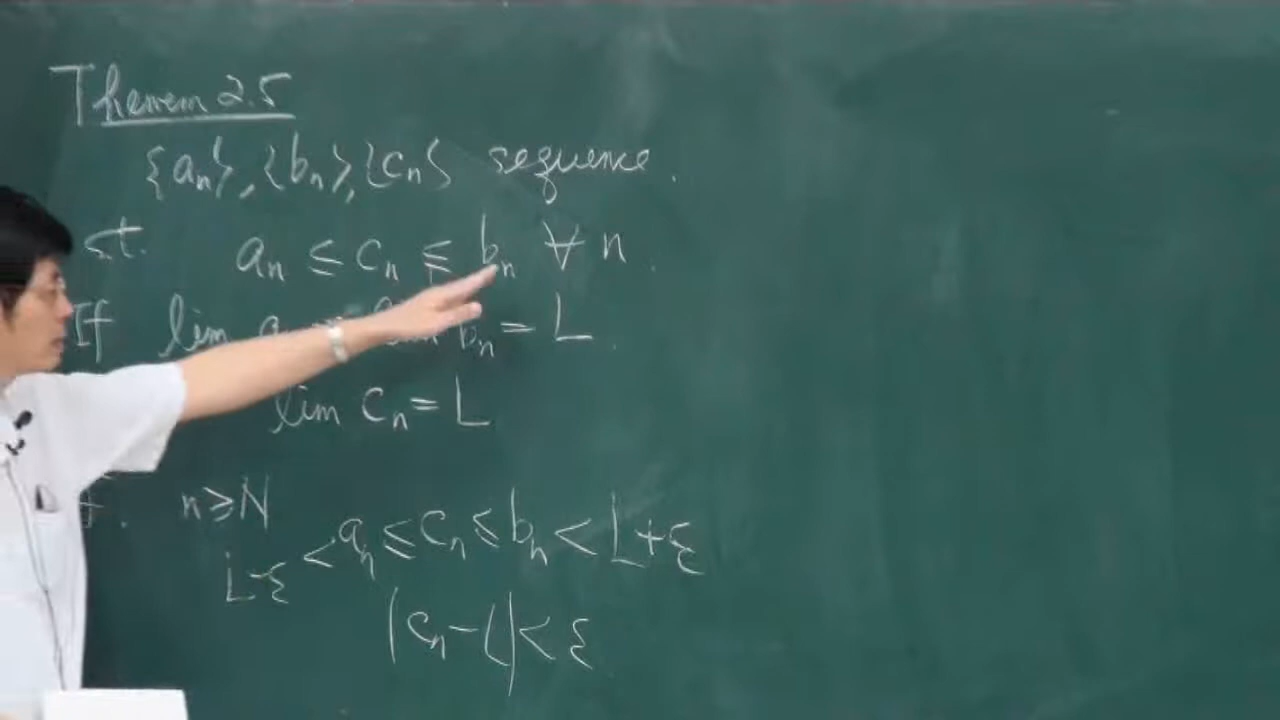 Theorem 2.5
{an}, {bn}, {cn} sequence.
s.t. an ≤ cn ≤ bn ∀ n.
If lim a = lim bn = L.
lim cn = L
n ≥ N
L-ε < an ≤ cn ≤ bn < L+ε
|cn - L| < ε